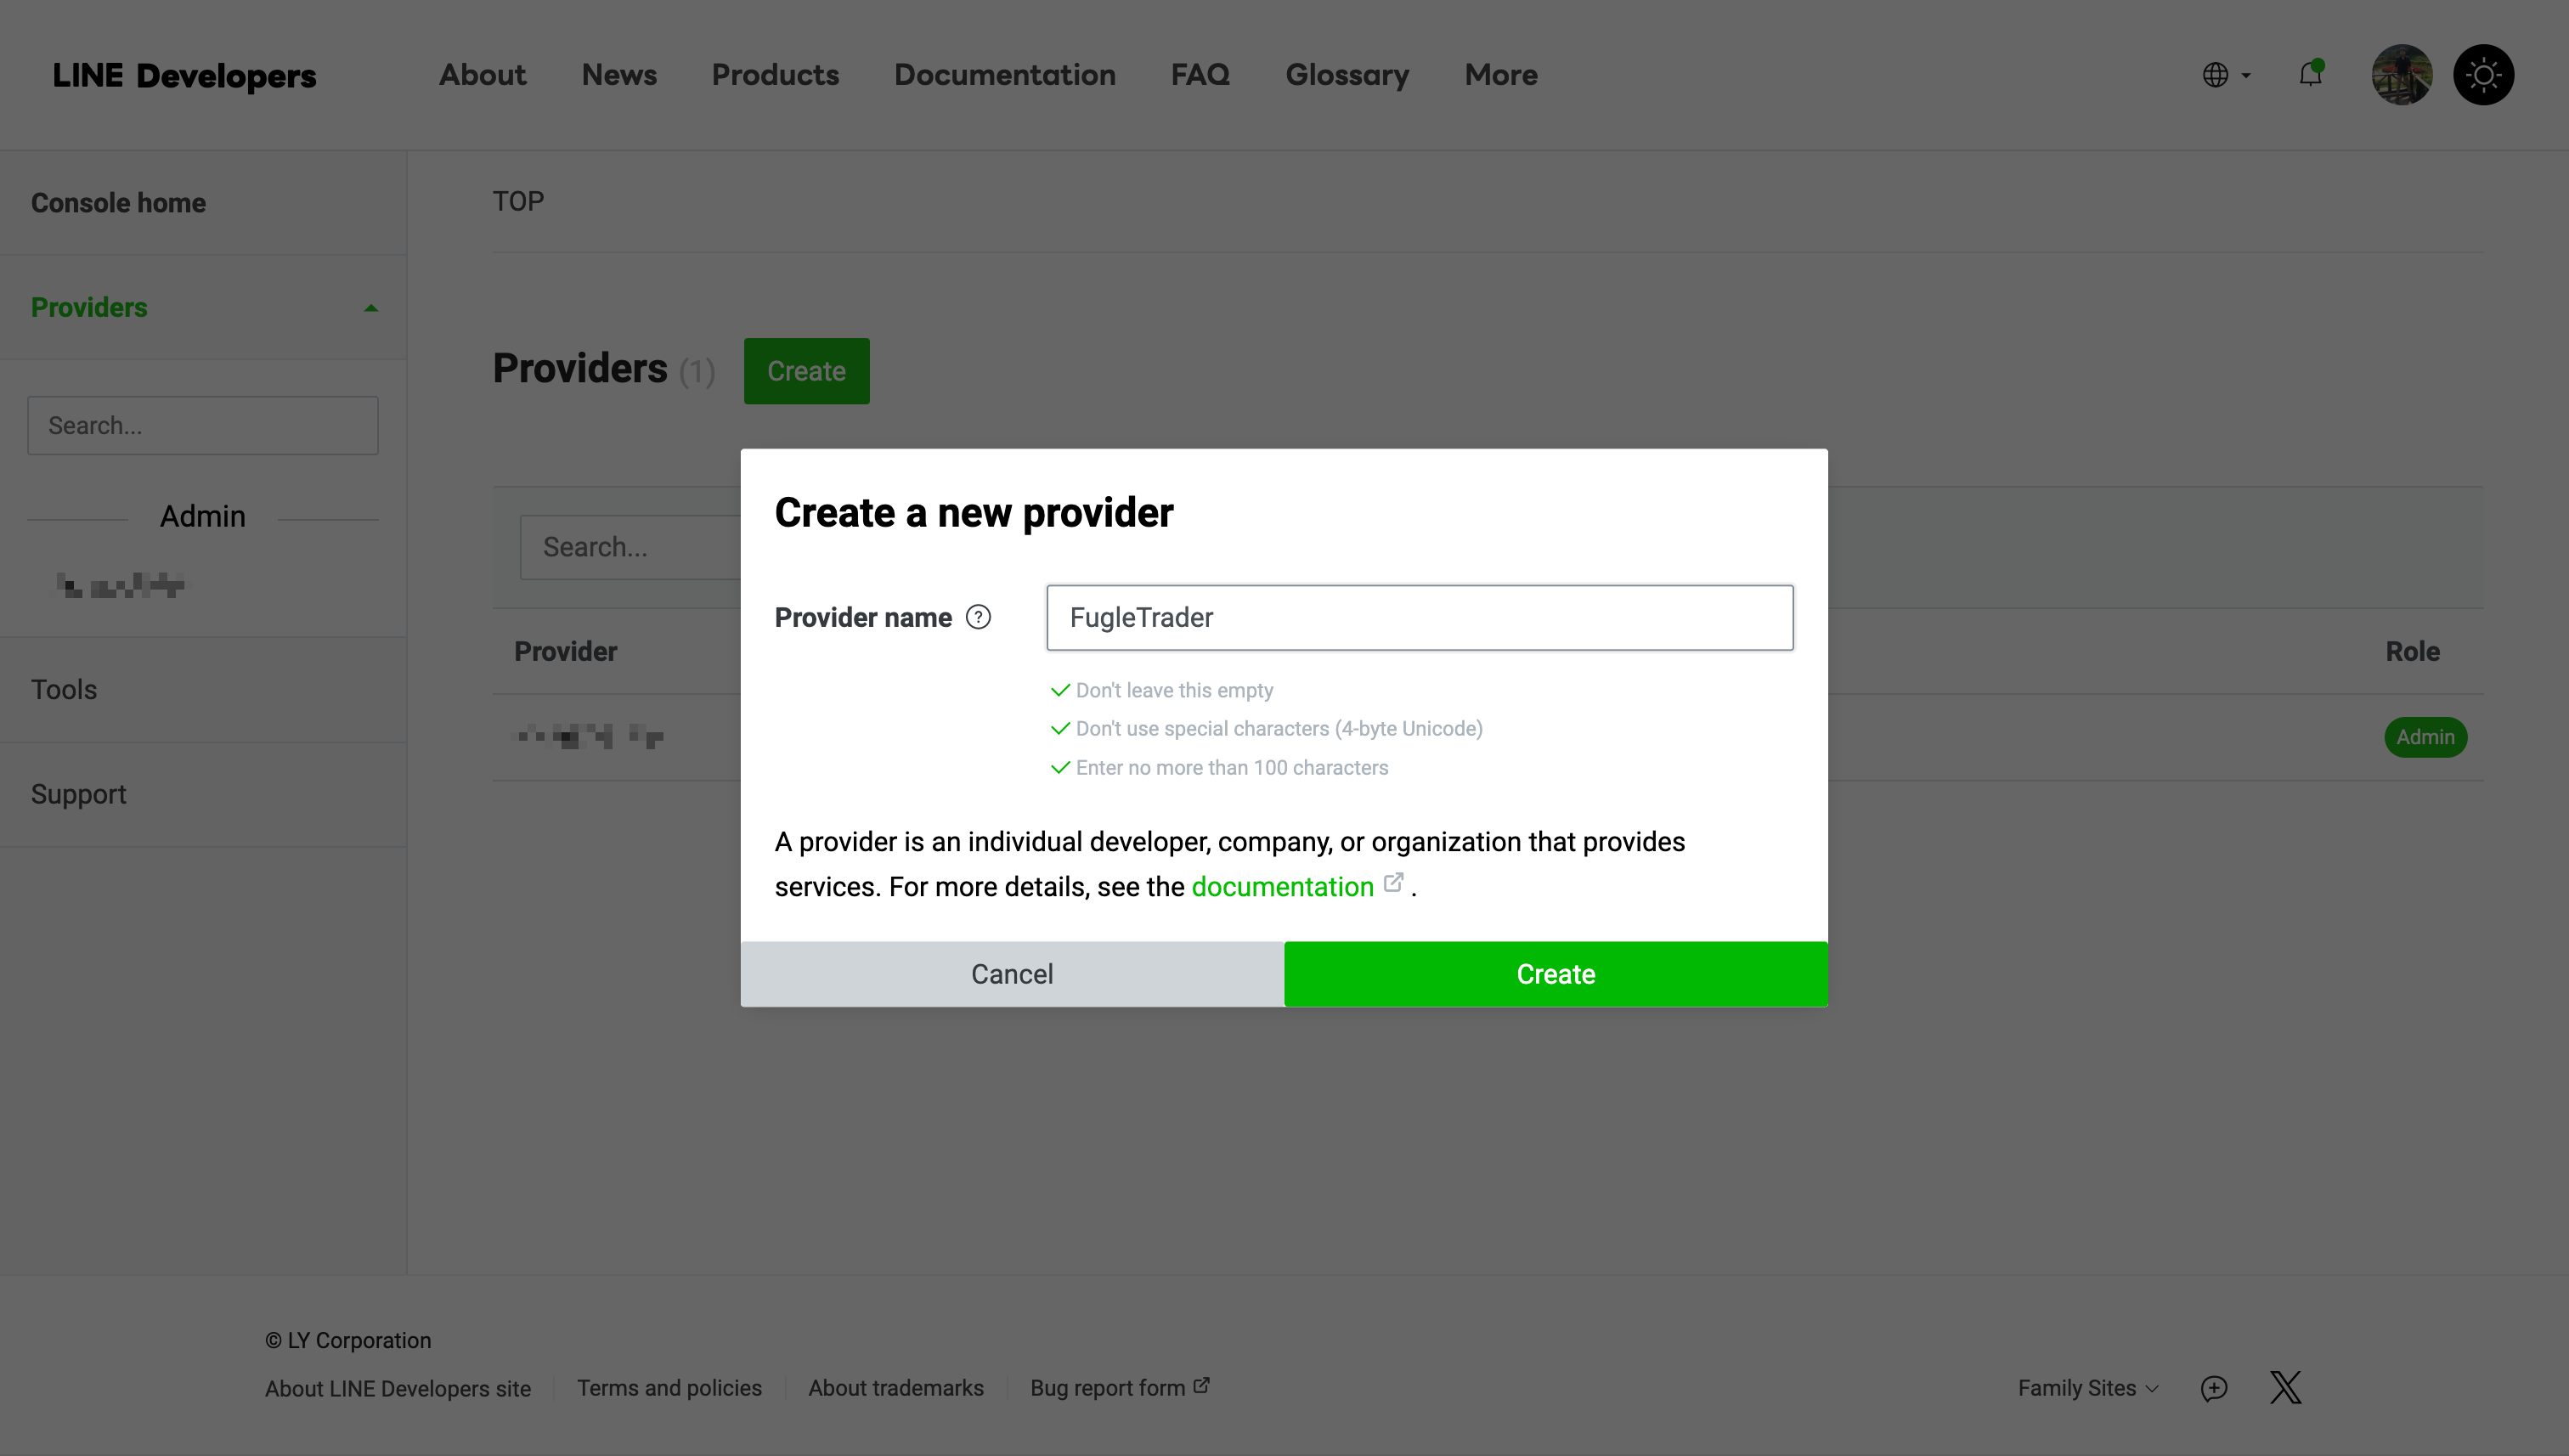 LINE Developers About News Products Documentation FAQ Glossary More
Console home
Providers
Search...
Admin
Tools
Support
TOP
Providers (1) Create
Search...
Provider Role
Admin
Create a new provider
Provider name ? FugleTrader
Don't leave this empty
Don't use special characters (4-byte Unicode)
Enter no more than 100 characters
A provider is an individual developer, company, or organization that provides
services. For more details, see the documentation .
Cancel Create
© LY Corporation
About LINE Developers site Terms and policies About trademarks Bug report form Family Sites